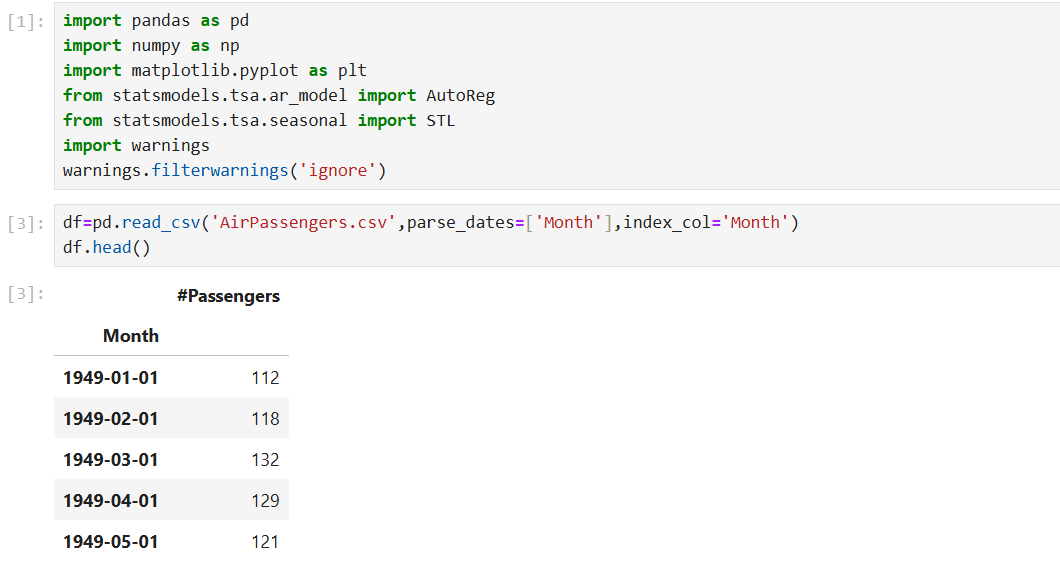 [1]:
import pandas as pd
import numpy as np
import matplotlib.pyplot as plt
from statsmodels.tsa.ar_model import AutoReg
from statsmodels.tsa.seasonal import STL
import warnings
warnings.filterwarnings('ignore')
[3]:
df=pd.read_csv('AirPassengers.csv',parse_dates=['Month'],index_col='Month')
df.head()
[3]:
#Passengers
Month
1949-01-01 112
1949-02-01 118
1949-03-01 132
1949-04-01 129
1949-05-01 121